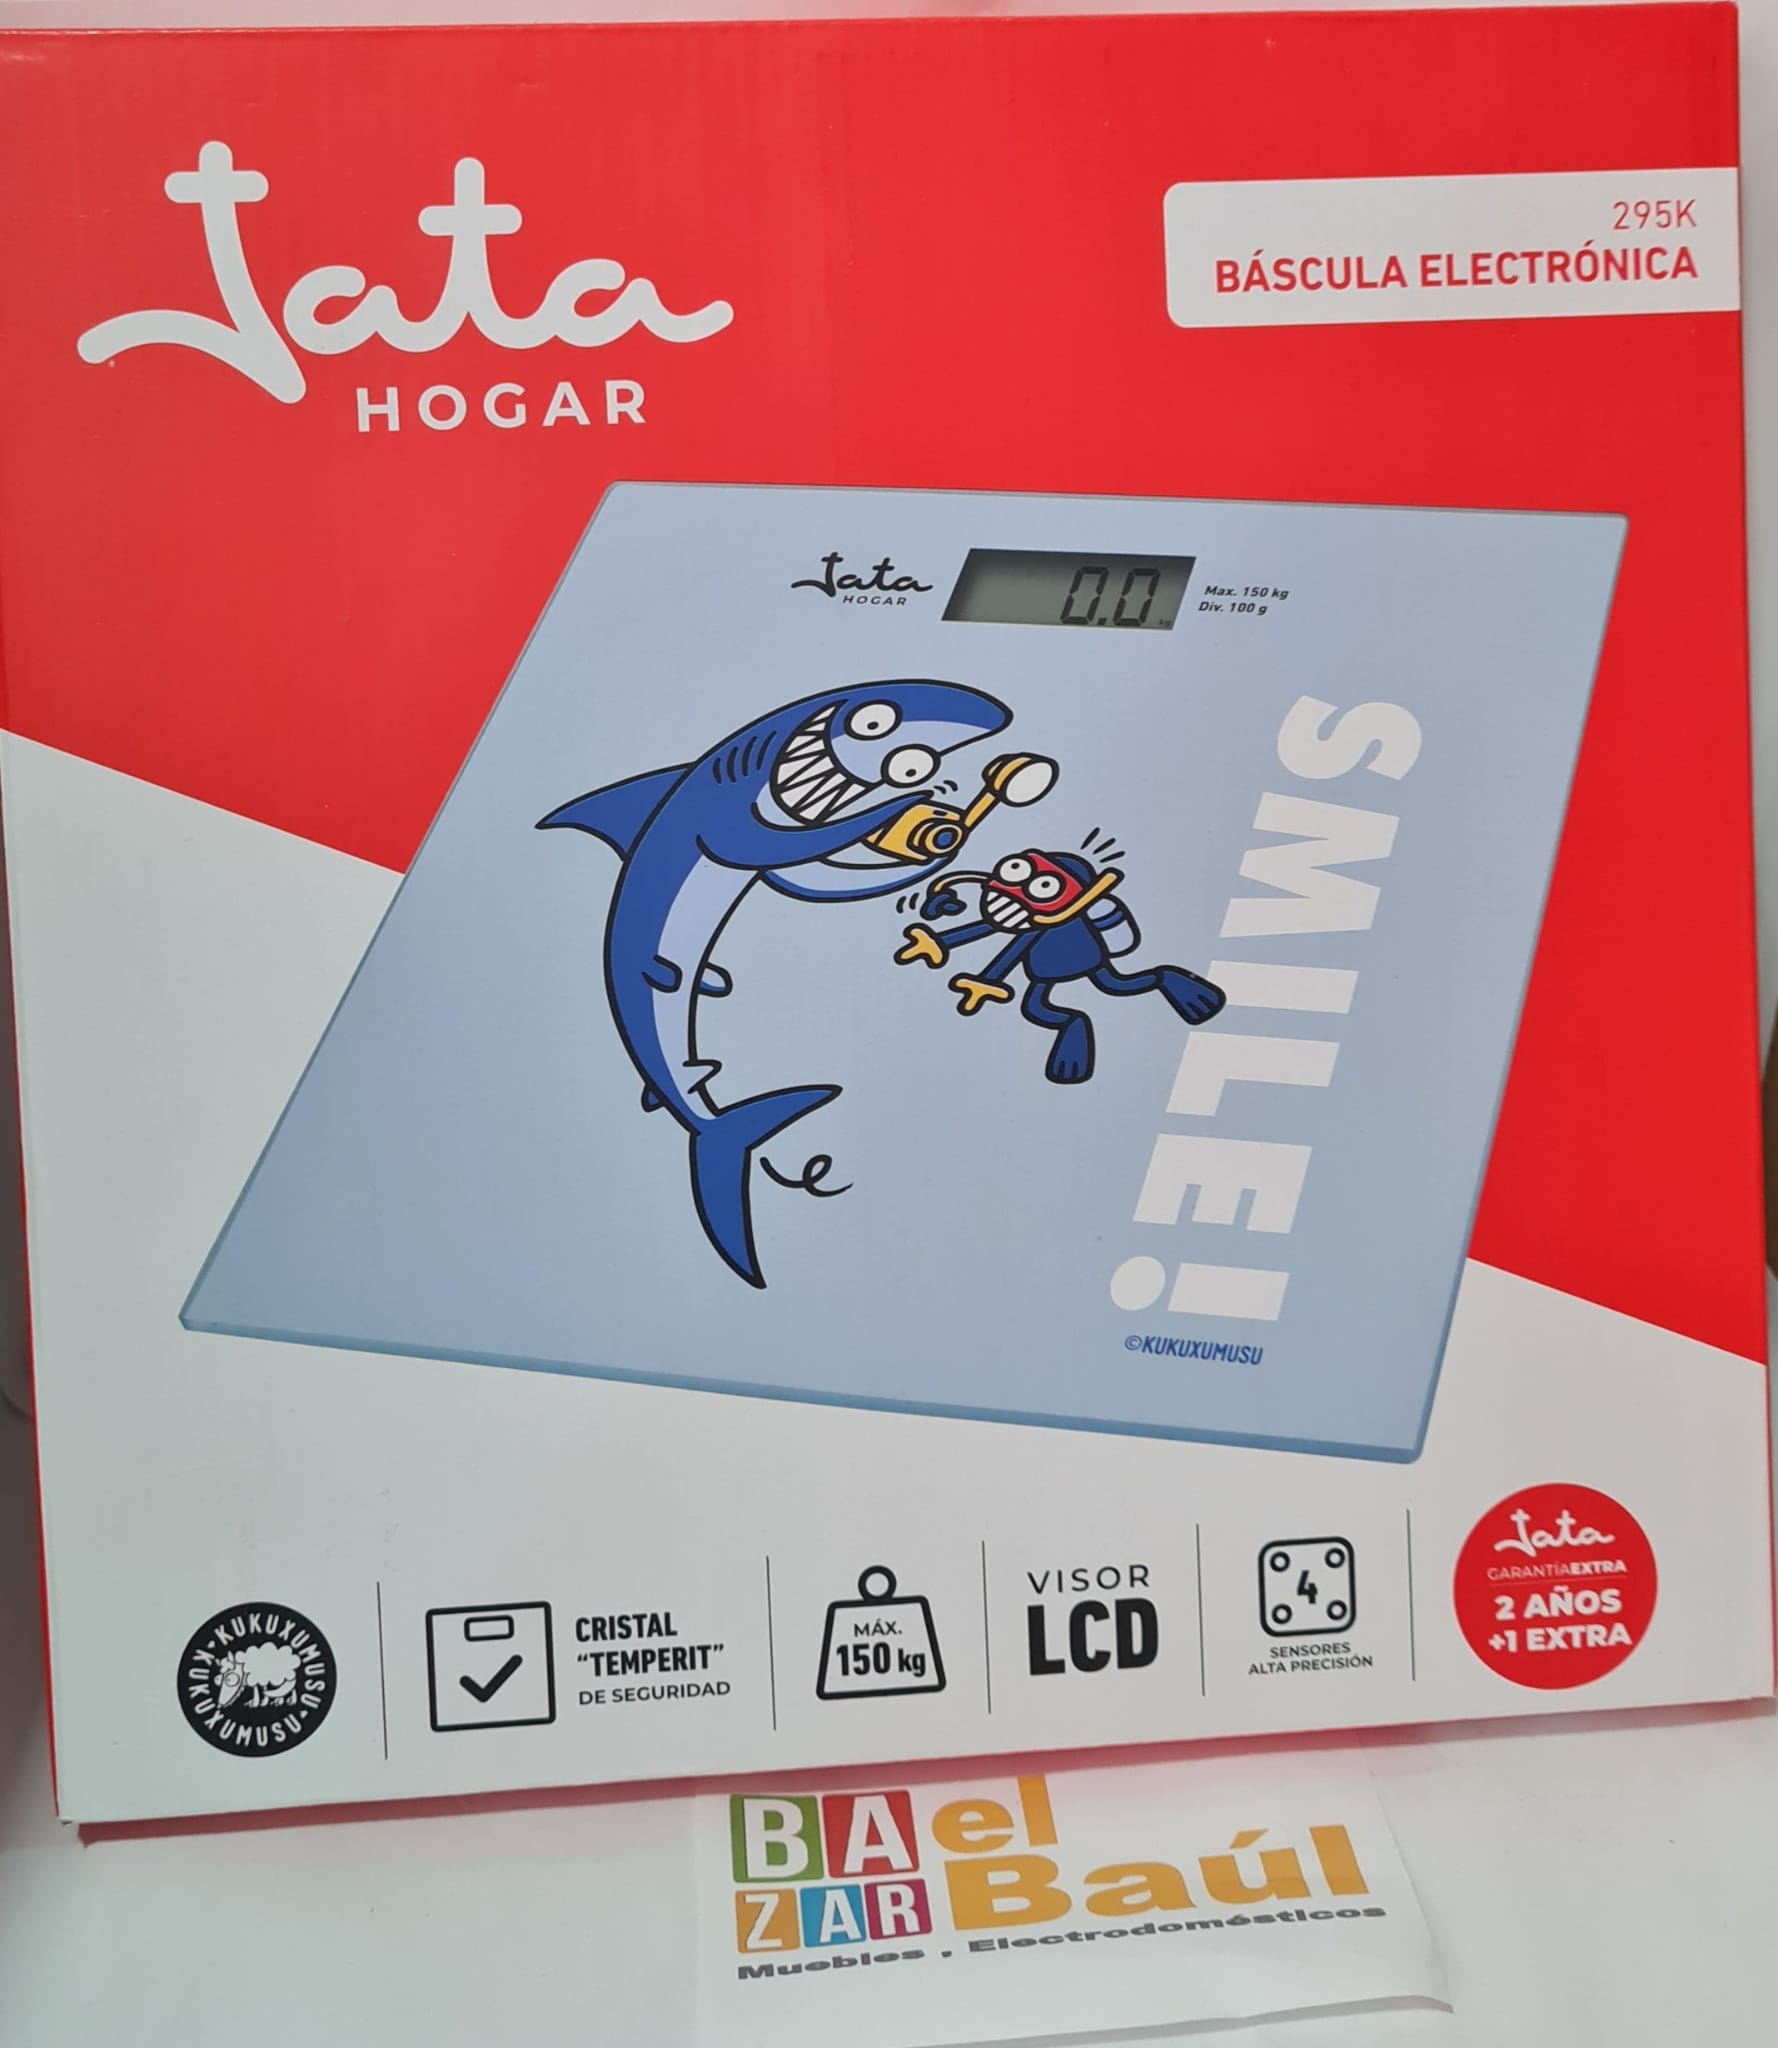 Jata
HOGAR
295K
BÁSCULA ELECTRÓNICA
Jata
HOGAR
0.0
kg
Max. 150 kg
Div. 100 g
SMILE!
©KUKUXUMUSU
KUKUXUMUSU
KUKUXUMUSU
CRISTAL
“TEMPERIT”
DE SEGURIDAD
MÁX.
150 kg
VISOR
LCD
4
SENSORES
ALTA PRECISIÓN
Jata
GARANTÍA EXTRA
2 AÑOS
+1 EXTRA
BA el
ZAR Baúl
Muebles , Electrodomésticos